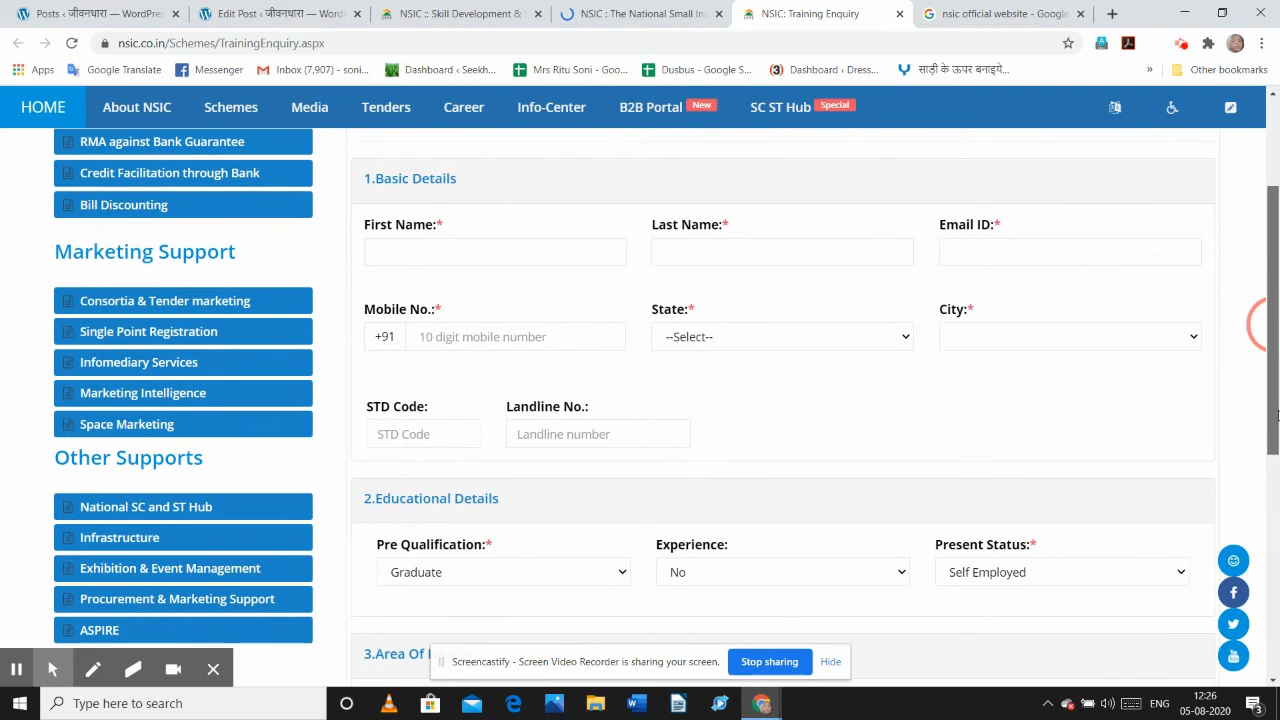 Posts ‹ जीवनधारा — WordPres
Edit Post ‹ जीवनधारा — W
NSIC : Skill Development &
NSIC : The National Small In
NSIC: Training Enquiry
nsic official website - Google
nsic.co.in/Schemes/TrainingEnquiry.aspx
Apps
Google Translate
Messenger
Inbox (7,907) - soni...
Dashboard ‹ Seekh...
Mrs Ritu Soni - Goo...
Dusbus - Google S...
Dashboard ‹ Dress...
साड़ी के ऊपर बनाइये...
»
Other bookmarks
HOME
About NSIC
Schemes
Media
Tenders
Career
Info-Center
B2B Portal New
SC ST Hub Special
RMA against Bank Guarantee
Credit Facilitation through Bank
Bill Discounting
Marketing Support
Consortia & Tender marketing
Single Point Registration
Infomediary Services
Marketing Intelligence
Space Marketing
Other Supports
National SC and ST Hub
Infrastructure
Exhibition & Event Management
Procurement & Marketing Support
ASPIRE
1.Basic Details
First Name:*
Last Name:*
Email ID:*
Mobile No.:*
State:*
City:*
+91
10 digit mobile number
--Select--
STD Code:
Landline No.:
STD Code
Landline number
2.Educational Details
Pre Qualification:*
Experience:
Present Status:*
Graduate
No
Self Employed
3.Area Of
Screencastify - Screen Video Recorder is sharing your screen.
Stop sharing
Hide
Type here to search
ENG
12:26
05-08-2020
3